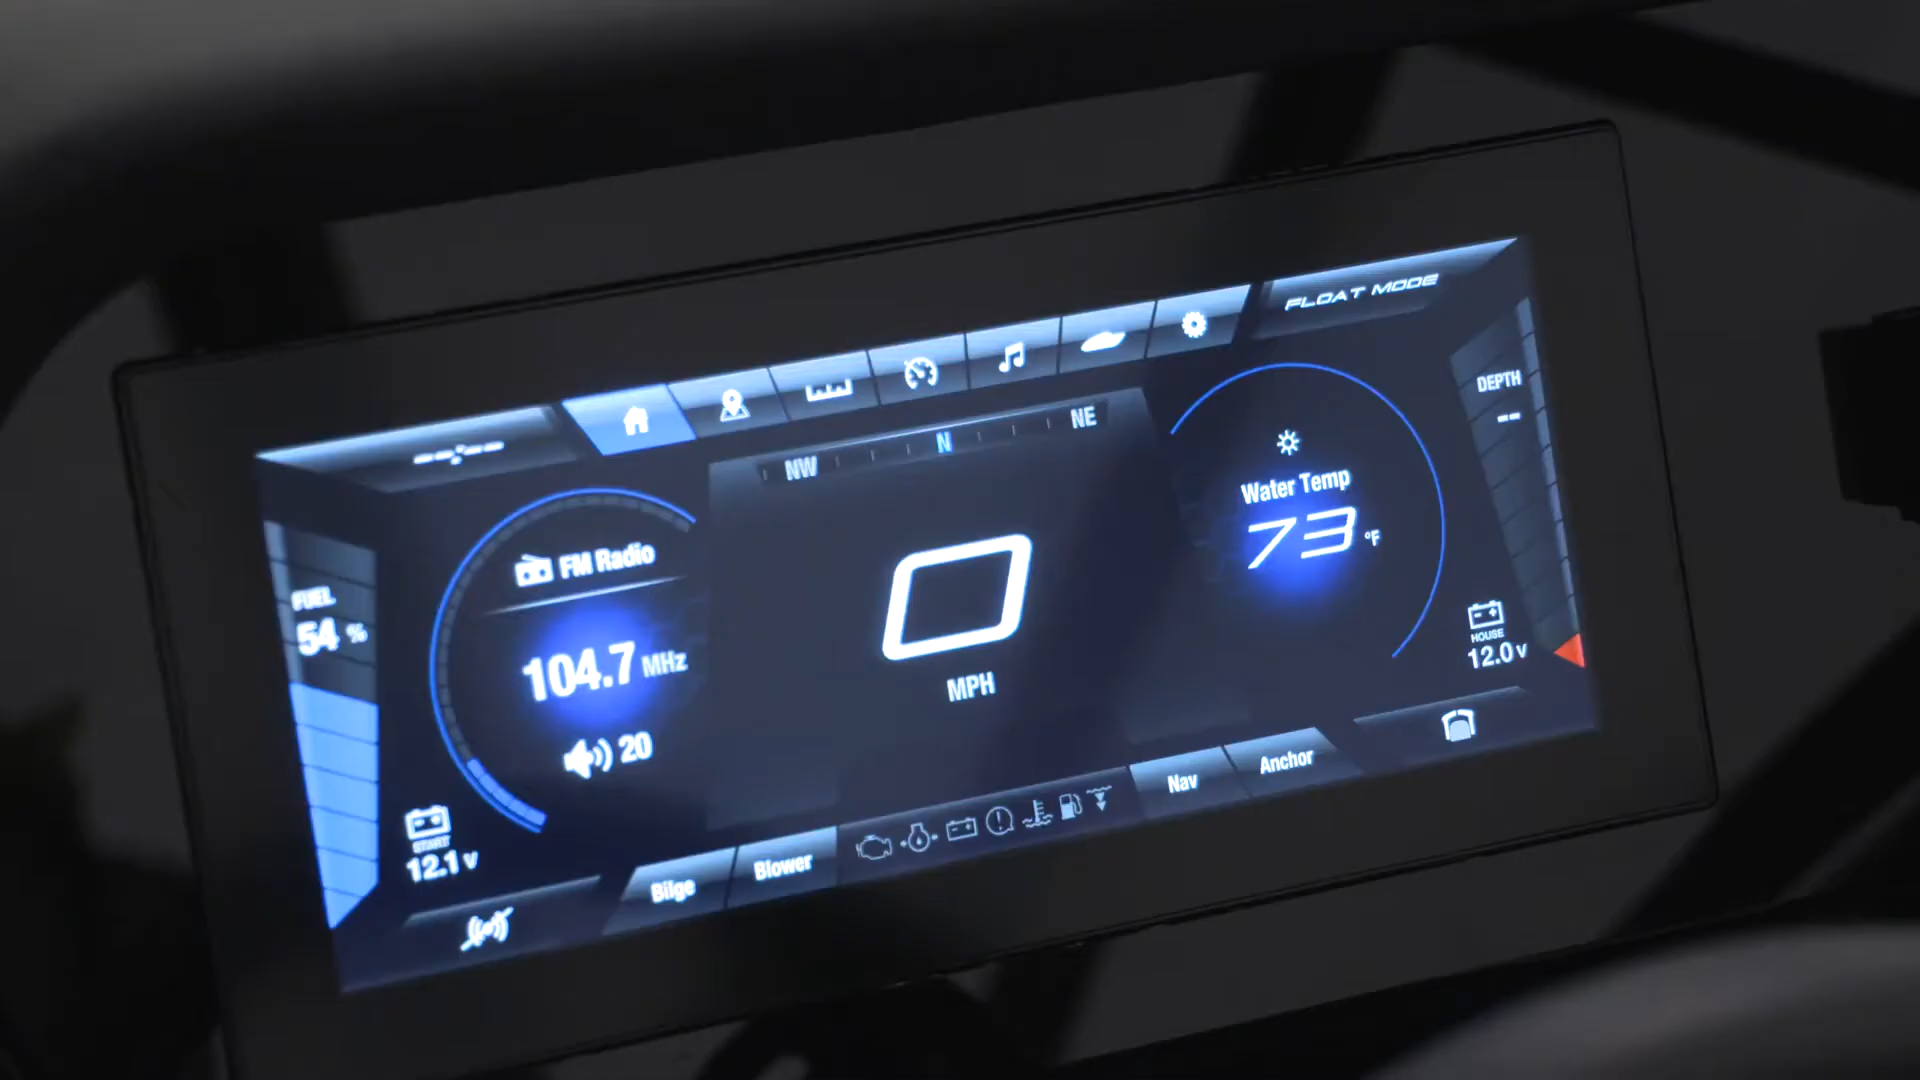 --:--
FLOAT MODE
NW N NE
DEPTH
--
FUEL
54 %
FM Radio
104.7 MHz
20
0
MPH
Water Temp
73 °F
START
12.1 V
HOUSE
12.0 V
Bilge
Blower
Nav
Anchor